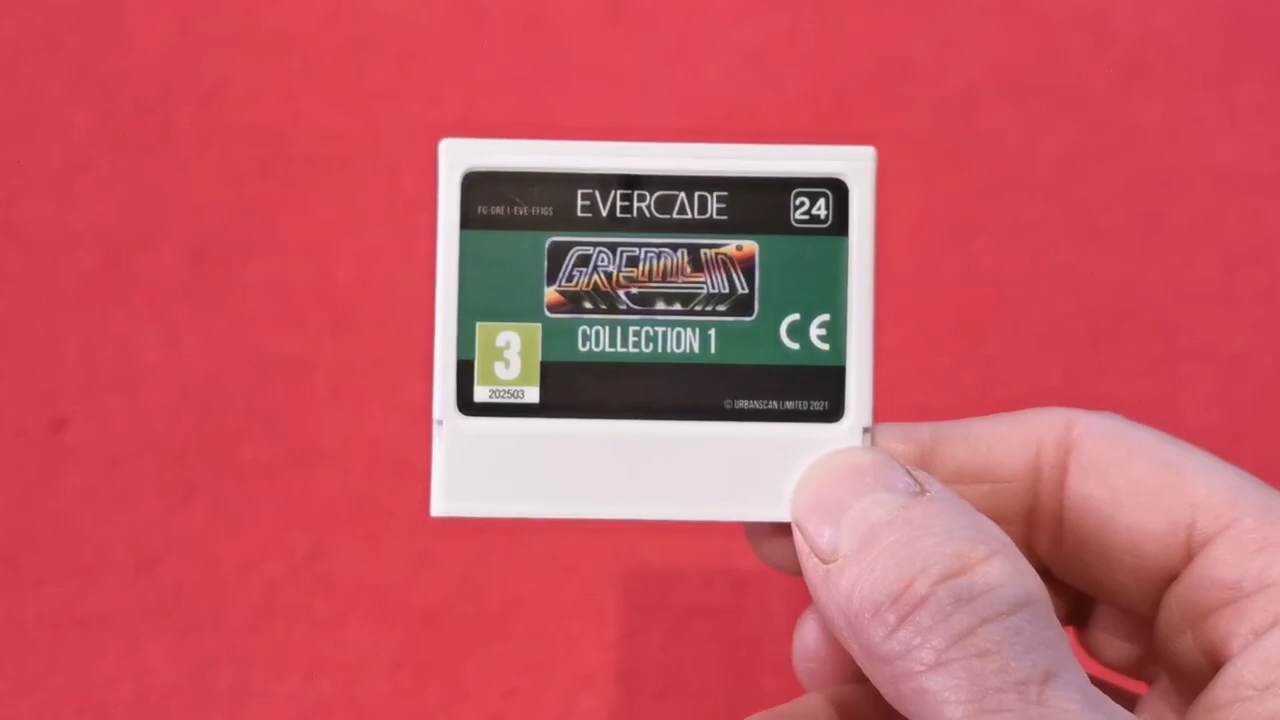 FG-GRE1-EVE-EFIGS
EVERCADE
24
GREMLIN
COLLECTION 1
CE
3
202503
© URBANSCAN LIMITED 2021